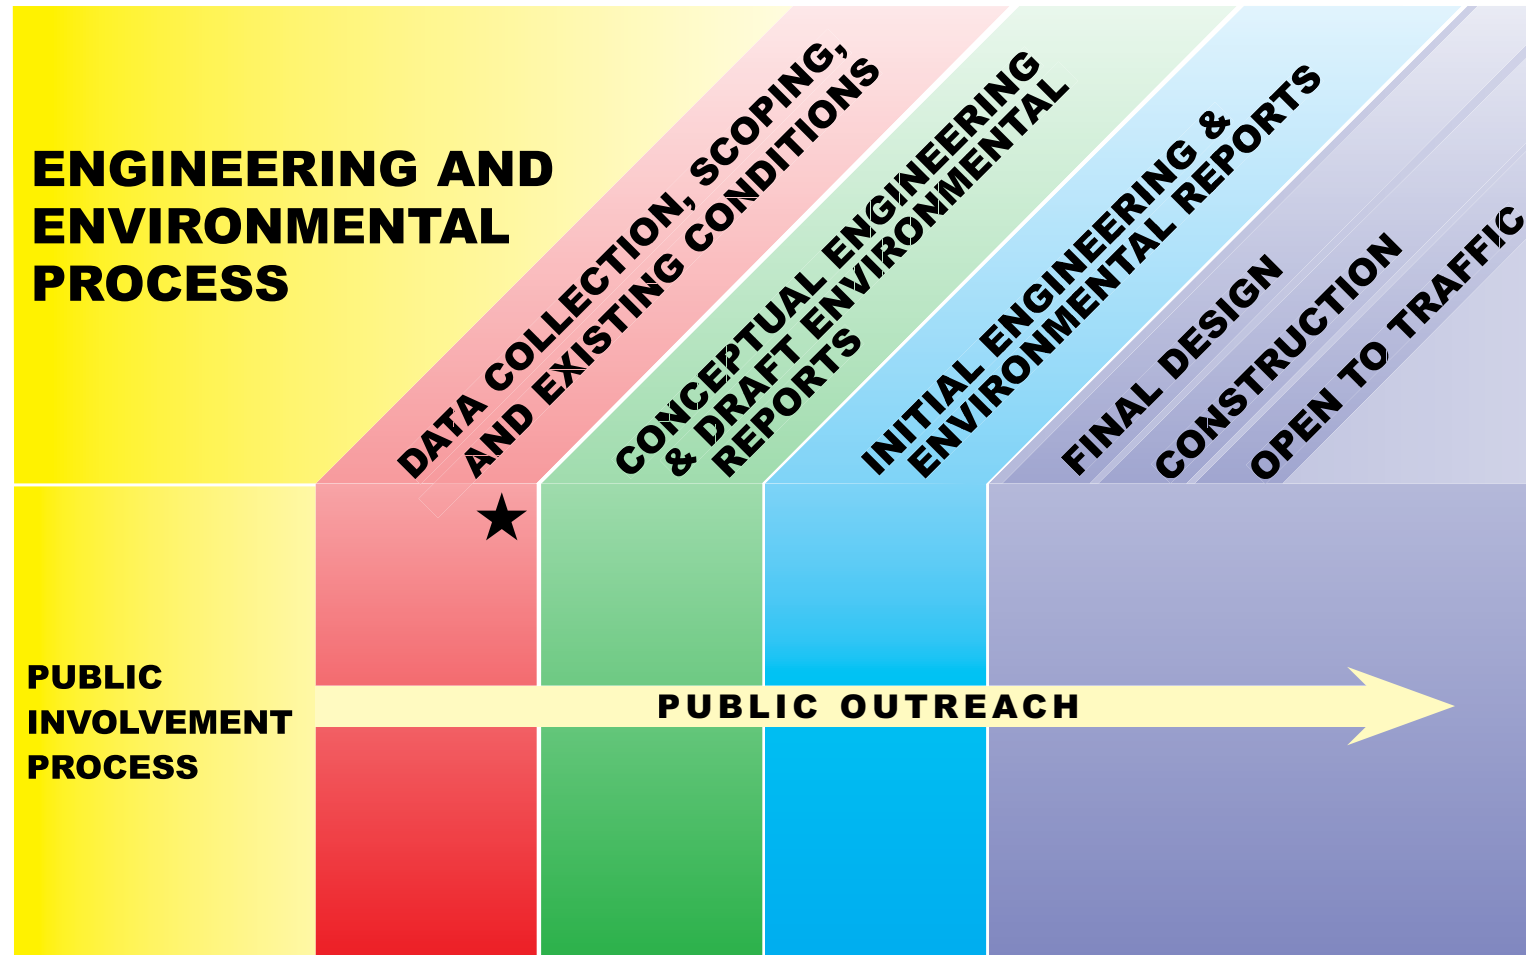 ENGINEERING AND
ENVIRONMENTAL
PROCESS
DATA COLLECTION, SCOPING,
AND EXISTING CONDITIONS
CONCEPTUAL ENGINEERING
& DRAFT ENVIRONMENTAL
REPORTS
INITIAL ENGINEERING &
ENVIRONMENTAL REPORTS
FINAL DESIGN
CONSTRUCTION
OPEN TO TRAFFIC
PUBLIC
INVOLVEMENT
PROCESS
PUBLIC OUTREACH